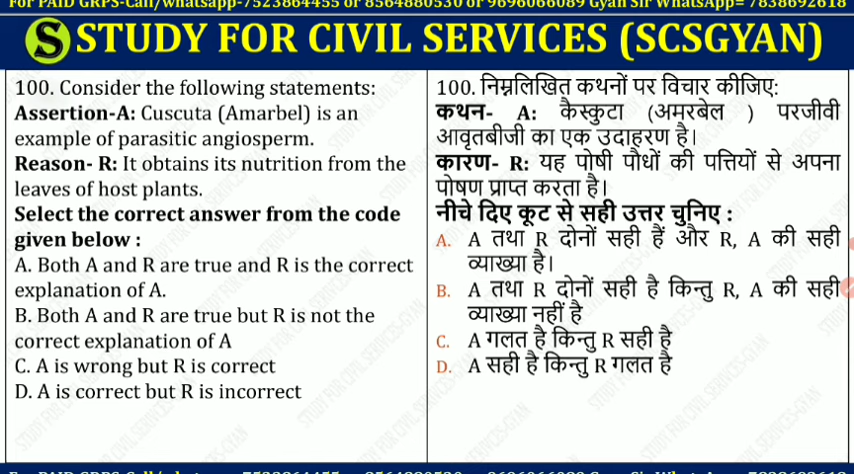 For PAID GRPS-Call/whatsapp-7523864455 or 8564880530 or 9696066089 Gyan Sir WhatsApp= 7838692618
S STUDY FOR CIVIL SERVICES (SCSGYAN)
100. Consider the following statements:
Assertion-A: Cuscuta (Amarbel) is an
example of parasitic angiosperm.
Reason- R: It obtains its nutrition from the
leaves of host plants.
Select the correct answer from the code
given below :
A. Both A and R are true and R is the correct
explanation of A.
B. Both A and R are true but R is not the
correct explanation of A
C. A is wrong but R is correct
D. A is correct but R is incorrect
100. निम्नलिखित कथनों पर विचार कीजिए:
कथन- A: कैस्कुटा (अमरबेल ) परजीवी
आवृतबीजी का एक उदाहरण है।
कारण- R: यह पोषी पौधों की पत्तियों से अपना
पोषण प्राप्त करता है।
नीचे दिए कूट से सही उत्तर चुनिए :
A. A तथा R दोनों सही हैं और R, A की सही
व्याख्या है।
B. A तथा R दोनों सही है किन्तु R, A की सही
व्याख्या नहीं है
C. A गलत है किन्तु R सही है
D. A सही है किन्तु R गलत है